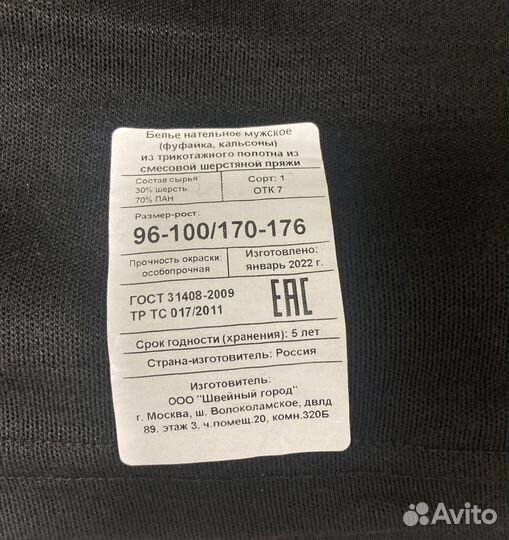 Белье нательное мужское
(фуфайка, кальсоны)
из трикотажного полотна из
смесовой шерстяной пряжи
Состав сырья
30% шерсть
70% ПАН
Сорт: 1
ОТК 7
Размер-рост:
96-100/170-176
Прочность окраски:
особопрочная
Изготовлено:
январь 2022 г.
ГОСТ 31408-2009
ТР ТС 017/2011
ЕАС
Срок годности (хранения): 5 лет
Страна-изготовитель: Россия
Изготовитель:
ООО "Швейный город"
г. Москва, ш. Волоколамское, двлд.
89. этаж 3, ч.помещ.20, комн.320Б
Avito